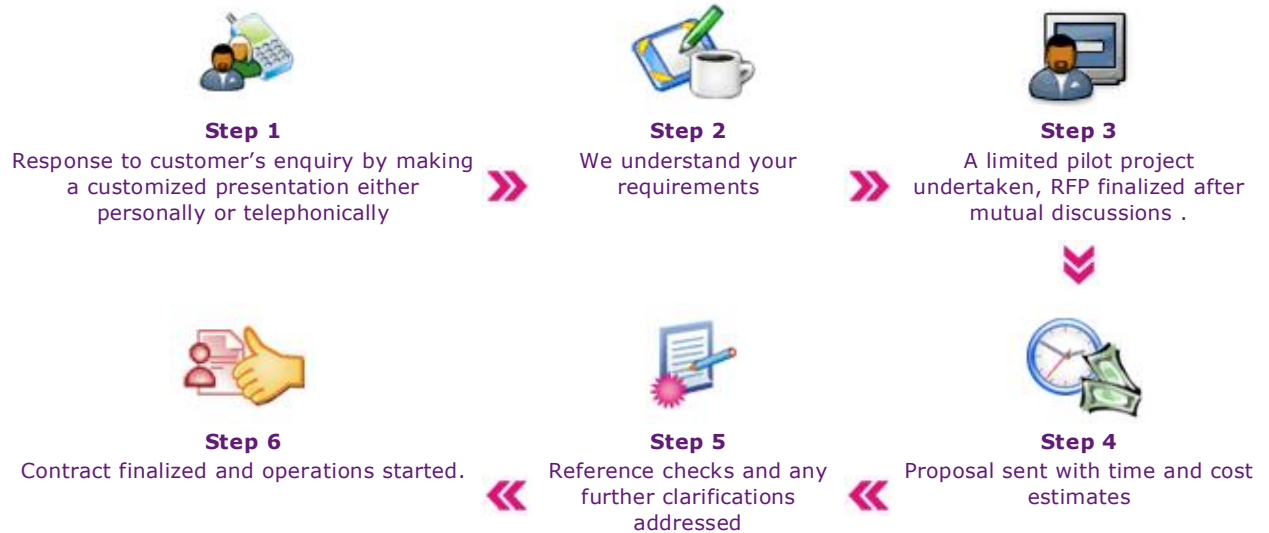 Step 1
Response to customer’s enquiry by making
a customized presentation either
personally or telephonically
Step 2
We understand your
requirements
Step 3
A limited pilot project
undertaken, RFP finalized after
mutual discussions .
Step 4
Proposal sent with time and cost
estimates
Step 5
Reference checks and any
further clarifications
addressed
Step 6
Contract finalized and operations started.